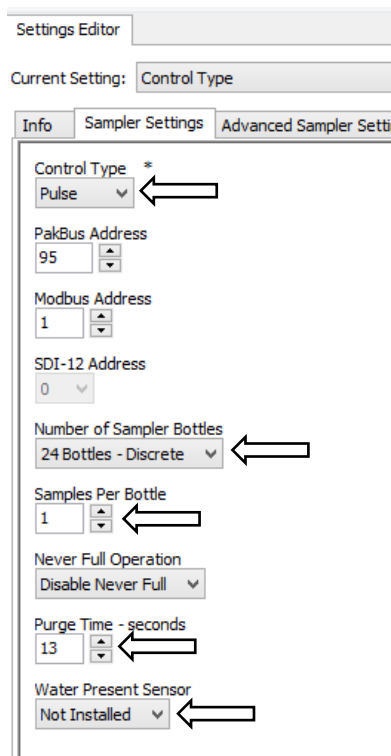 Settings Editor
Current Setting: Control Type
Info Sampler Settings Advanced Sampler Setti
Control Type *
Pulse
PakBus Address
95
Modbus Address
1
SDI-12 Address
0
Number of Sampler Bottles
24 Bottles - Discrete
Samples Per Bottle
1
Never Full Operation
Disable Never Full
Purge Time - seconds
13
Water Present Sensor
Not Installed